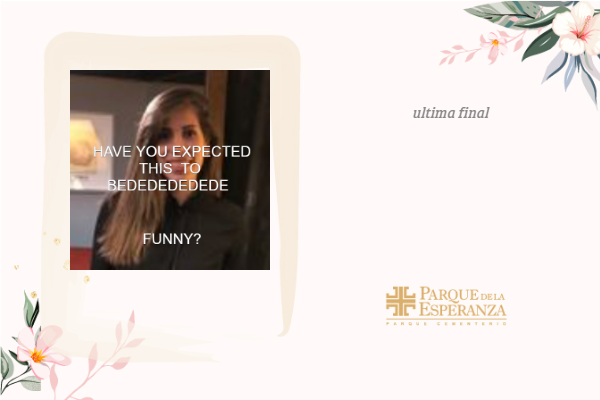 HAVE YOU EXPECTED
THIS TO
BEDEDEDEDEDE
FUNNY?
ultima final
PARQUE DE LA
ESPERANZA
PARQUE CEMENTERIO